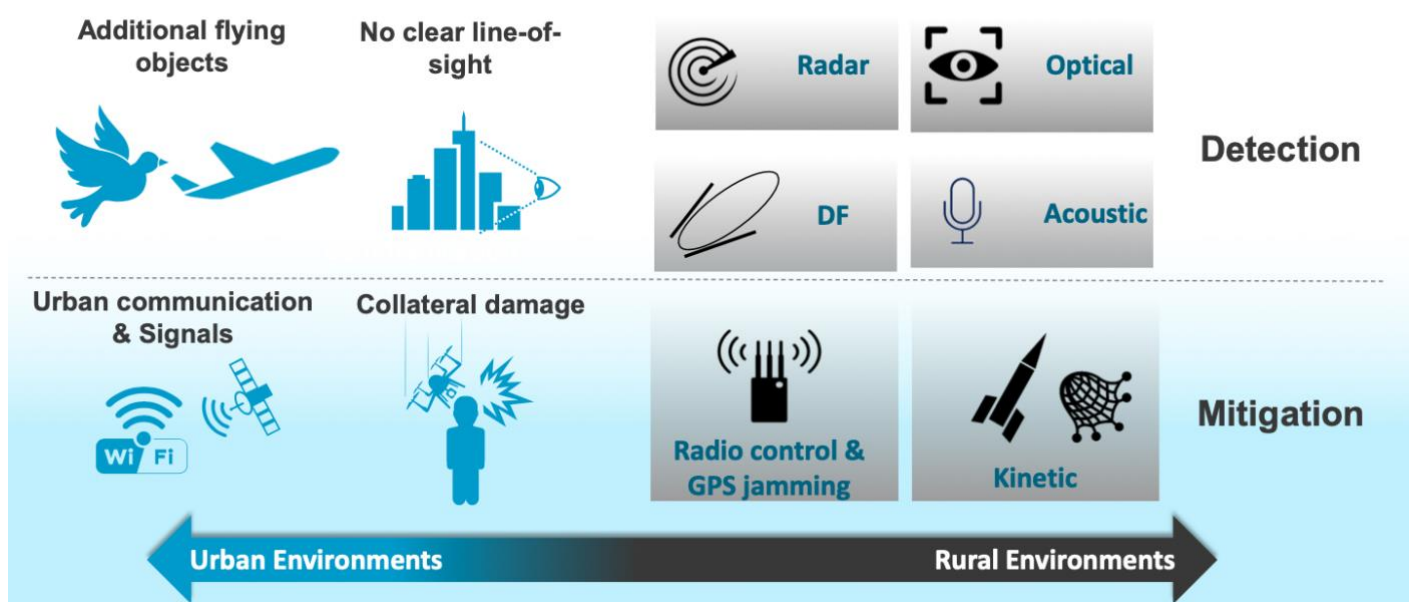 Additional flying
objects
No clear line-of-
sight
Radar
Optical
DF
Acoustic
Detection
Urban communication
& Signals
Collateral damage
Wi Fi
Radio control &
GPS jamming
Kinetic
Mitigation
Urban Environments
Rural Environments